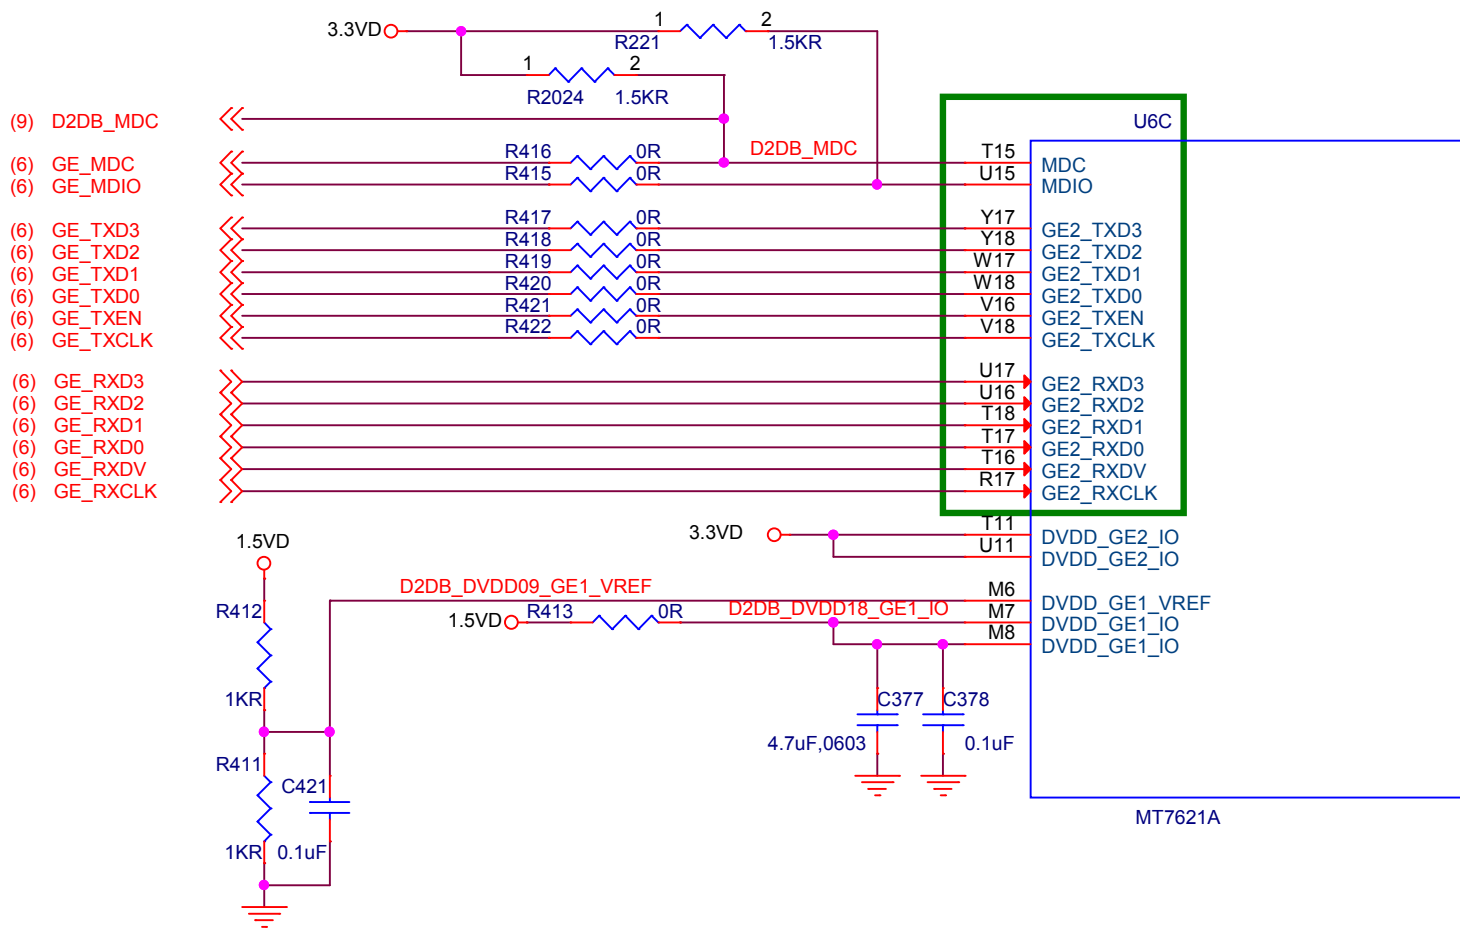 3.3VD 1 2
R221 1.5KR
1 2
R2024 1.5KR
(9) D2DB_MDC U6C
(6) GE_MDC R416 0R D2DB_MDC T15 MDC
(6) GE_MDIO R415 0R U15 MDIO
(6) GE_TXD3 R417 0R Y17 GE2_TXD3
(6) GE_TXD2 R418 0R Y18 GE2_TXD2
(6) GE_TXD1 R419 0R W17 GE2_TXD1
(6) GE_TXD0 R420 0R W18 GE2_TXD0
(6) GE_TXEN R421 0R V16 GE2_TXEN
(6) GE_TXCLK R422 0R V18 GE2_TXCLK
(6) GE_RXD3 U17 GE2_RXD3
(6) GE_RXD2 U16 GE2_RXD2
(6) GE_RXD1 T18 GE2_RXD1
(6) GE_RXD0 T17 GE2_RXD0
(6) GE_RXDV T16 GE2_RXDV
(6) GE_RXCLK R17 GE2_RXCLK
3.3VD T11 DVDD_GE2_IO
1.5VD U11 DVDD_GE2_IO
D2DB_DVDD09_GE1_VREF M6 DVDD_GE1_VREF
R412 1.5VD R413 0R D2DB_DVDD18_GE1_IO M7 DVDD_GE1_IO
M8 DVDD_GE1_IO
1KR C377 C378
4.7uF,0603 0.1uF
R411 C421
MT7621A
1KR 0.1uF